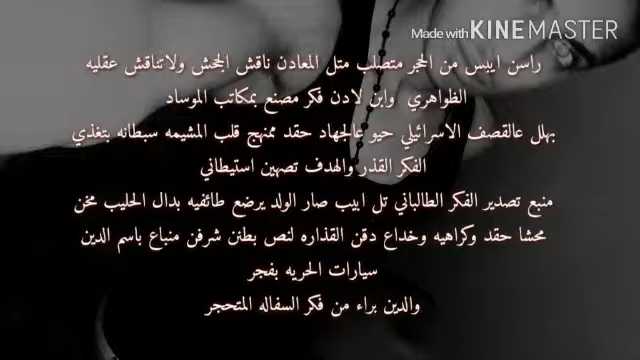 Made with KINEMASTER
راسن ايبس من الحجر متصلب متل المعادن ناقش الجحش ولاتناقش عقليه
الظواهري وابن لادن فكر مصنع بمكاتب الموساد
بهلل عالقصف الاسرائيلي حيو عالجهاد حقد ممنهج قلب المشيمه سبطانه بتغذي
الفكر القذر والهدف تصهين استيطاني
منبع تصدير الفكر الطالباني تل ابيب صار الولد يرضع طائفيه بدال الحليب مخن
محشا حقد وكراهيه وخداع دقن القذاره لنص بطنن شرفن منباع باسم الدين
سيارات الحريه بفجر
والدين براء من فكر السفاله المتحجر